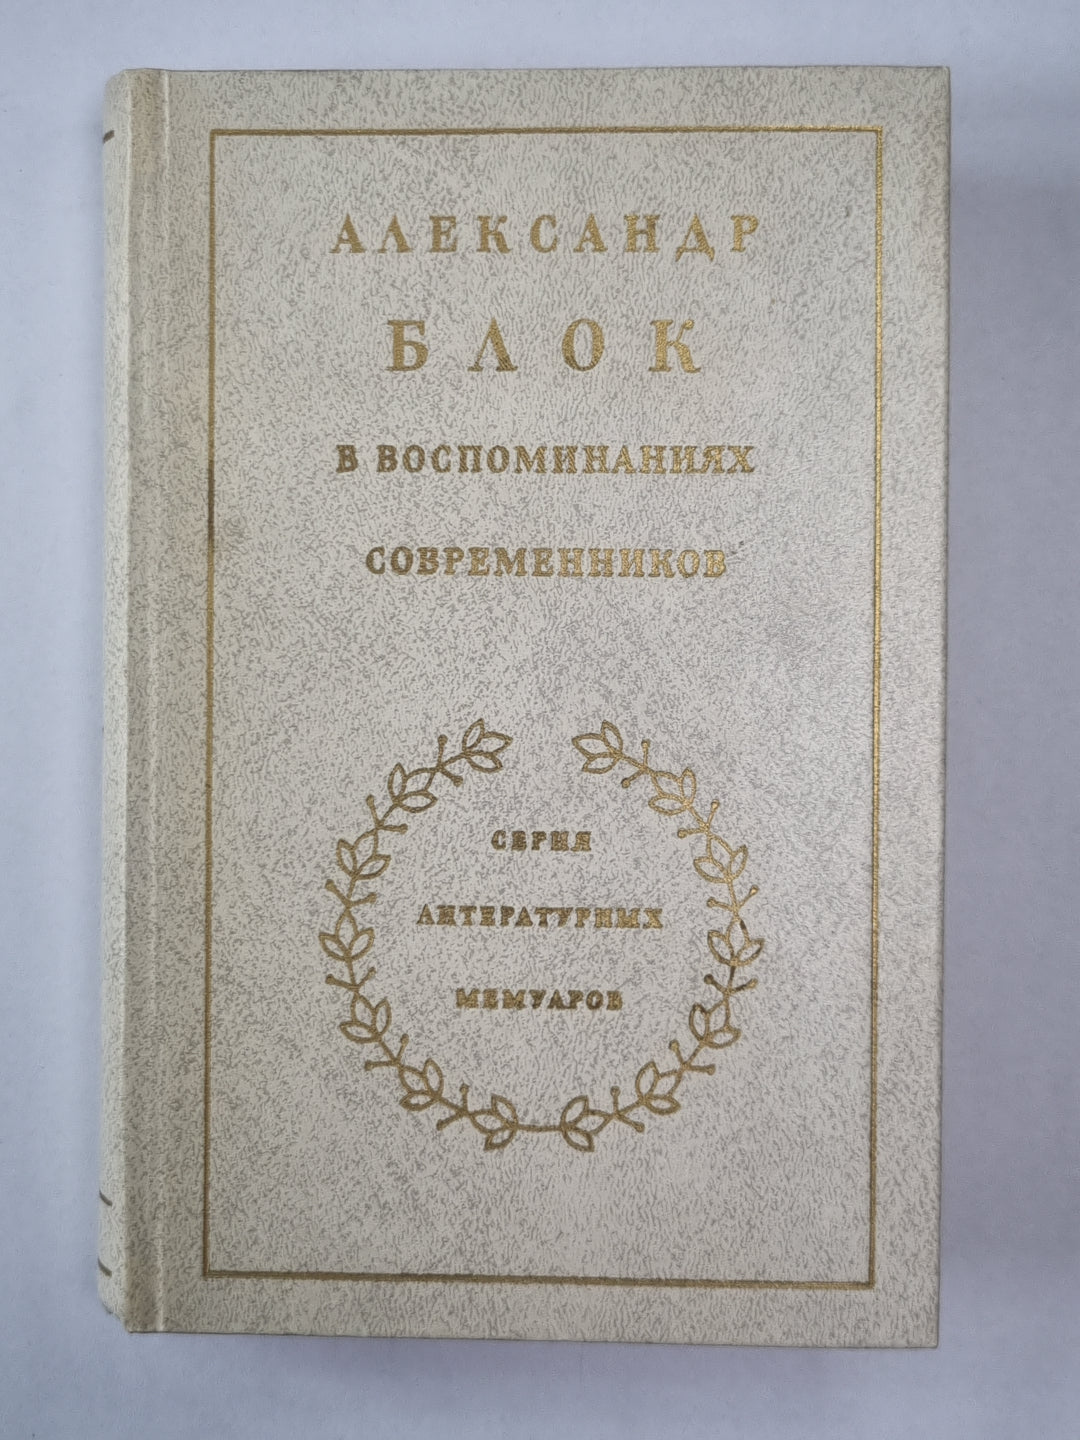 АЛЕКСАНДР
БЛОК
В ВОСПОМИНАНИЯХ
СОВРЕМЕННИКОВ
СЕРИЯ
ЛИТЕРАТУРНЫХ
МЕМУАРОВ